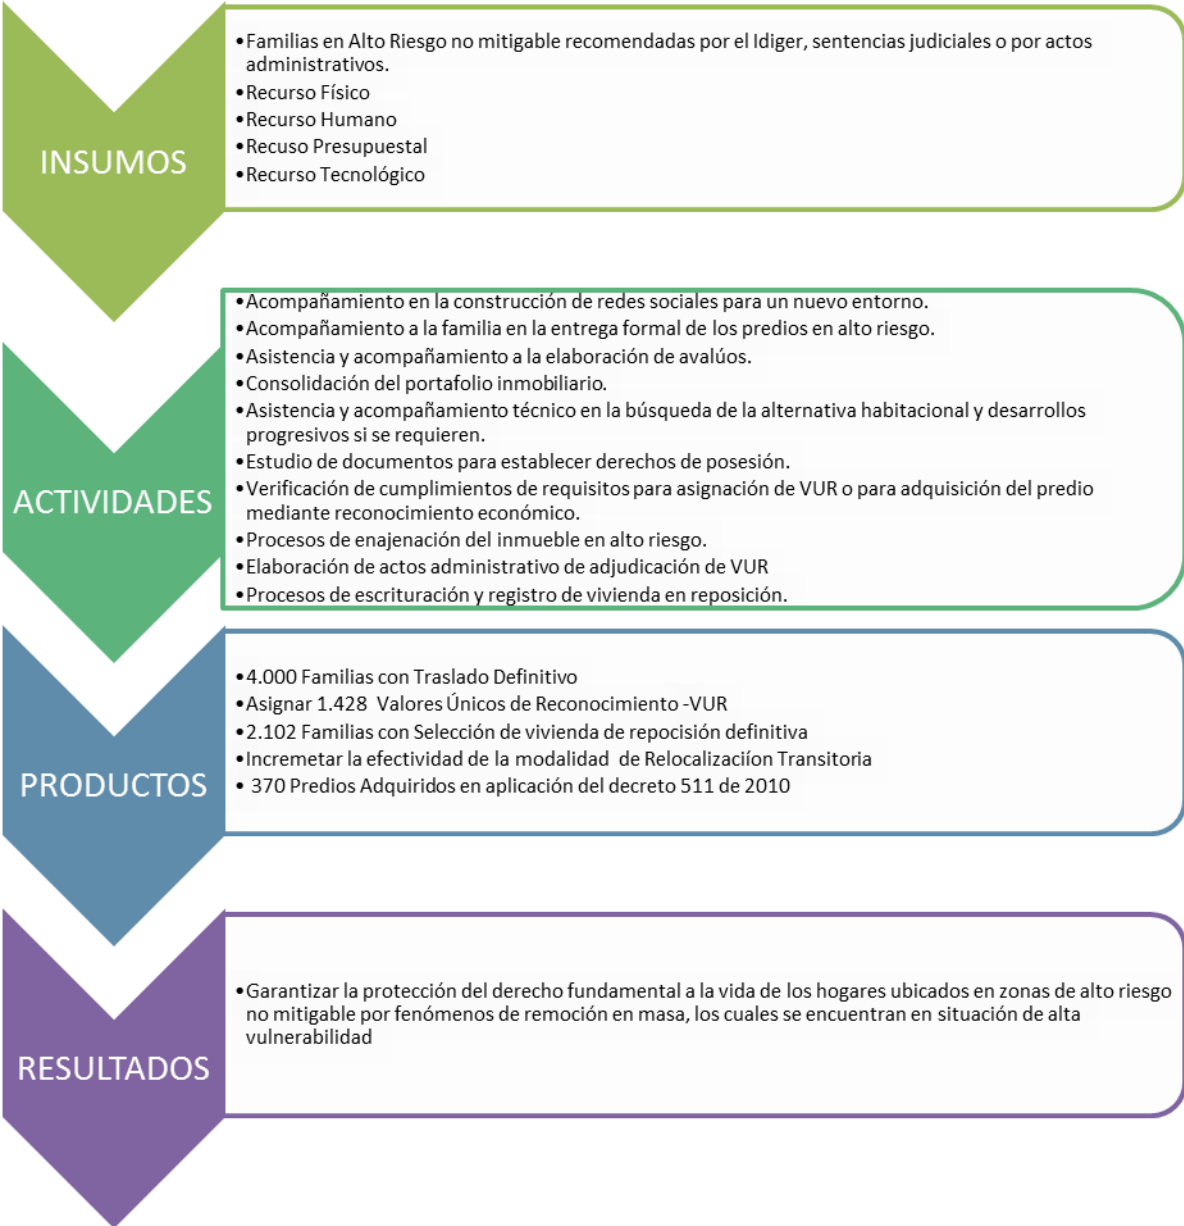 INSUMOS
•Familias en Alto Riesgo no mitigable recomendadas por el Idiger, sentencias judiciales o por actos
administrativos.
•Recurso Físico
•Recurso Humano
•Recuso Presupuestal
•Recurso Tecnológico
ACTIVIDADES
•Acompañamiento en la construcción de redes sociales para un nuevo entorno.
•Acompañamiento a la familia en la entrega formal de los predios en alto riesgo.
•Asistencia y acompañamiento a la elaboración de avalúos.
•Consolidación del portafolio inmobiliario.
•Asistencia y acompañamiento técnico en la búsqueda de la alternativa habitacional y desarrollos
progresivos si se requieren.
•Estudio de documentos para establecer derechos de posesión.
•Verificación de cumplimientos de requisitos para asignación de VUR o para adquisición del predio
mediante reconocimiento económico.
•Procesos de enajenación del inmueble en alto riesgo.
•Elaboración de actos administrativo de adjudicación de VUR
•Procesos de escrituración y registro de vivienda en reposición.
PRODUCTOS
•4.000 Familias con Traslado Definitivo
•Asignar 1.428 Valores Únicos de Reconocimiento -VUR
•2.102 Familias con Selección de vivienda de repocisión definitiva
•Incremetar la efectividad de la modalidad de Relocalizaciíon Transitoria
• 370 Predios Adquiridos en aplicación del decreto 511 de 2010
RESULTADOS
•Garantizar la protección del derecho fundamental a la vida de los hogares ubicados en zonas de alto riesgo
no mitigable por fenómenos de remoción en masa, los cuales se encuentran en situación de alta
vulnerabilidad